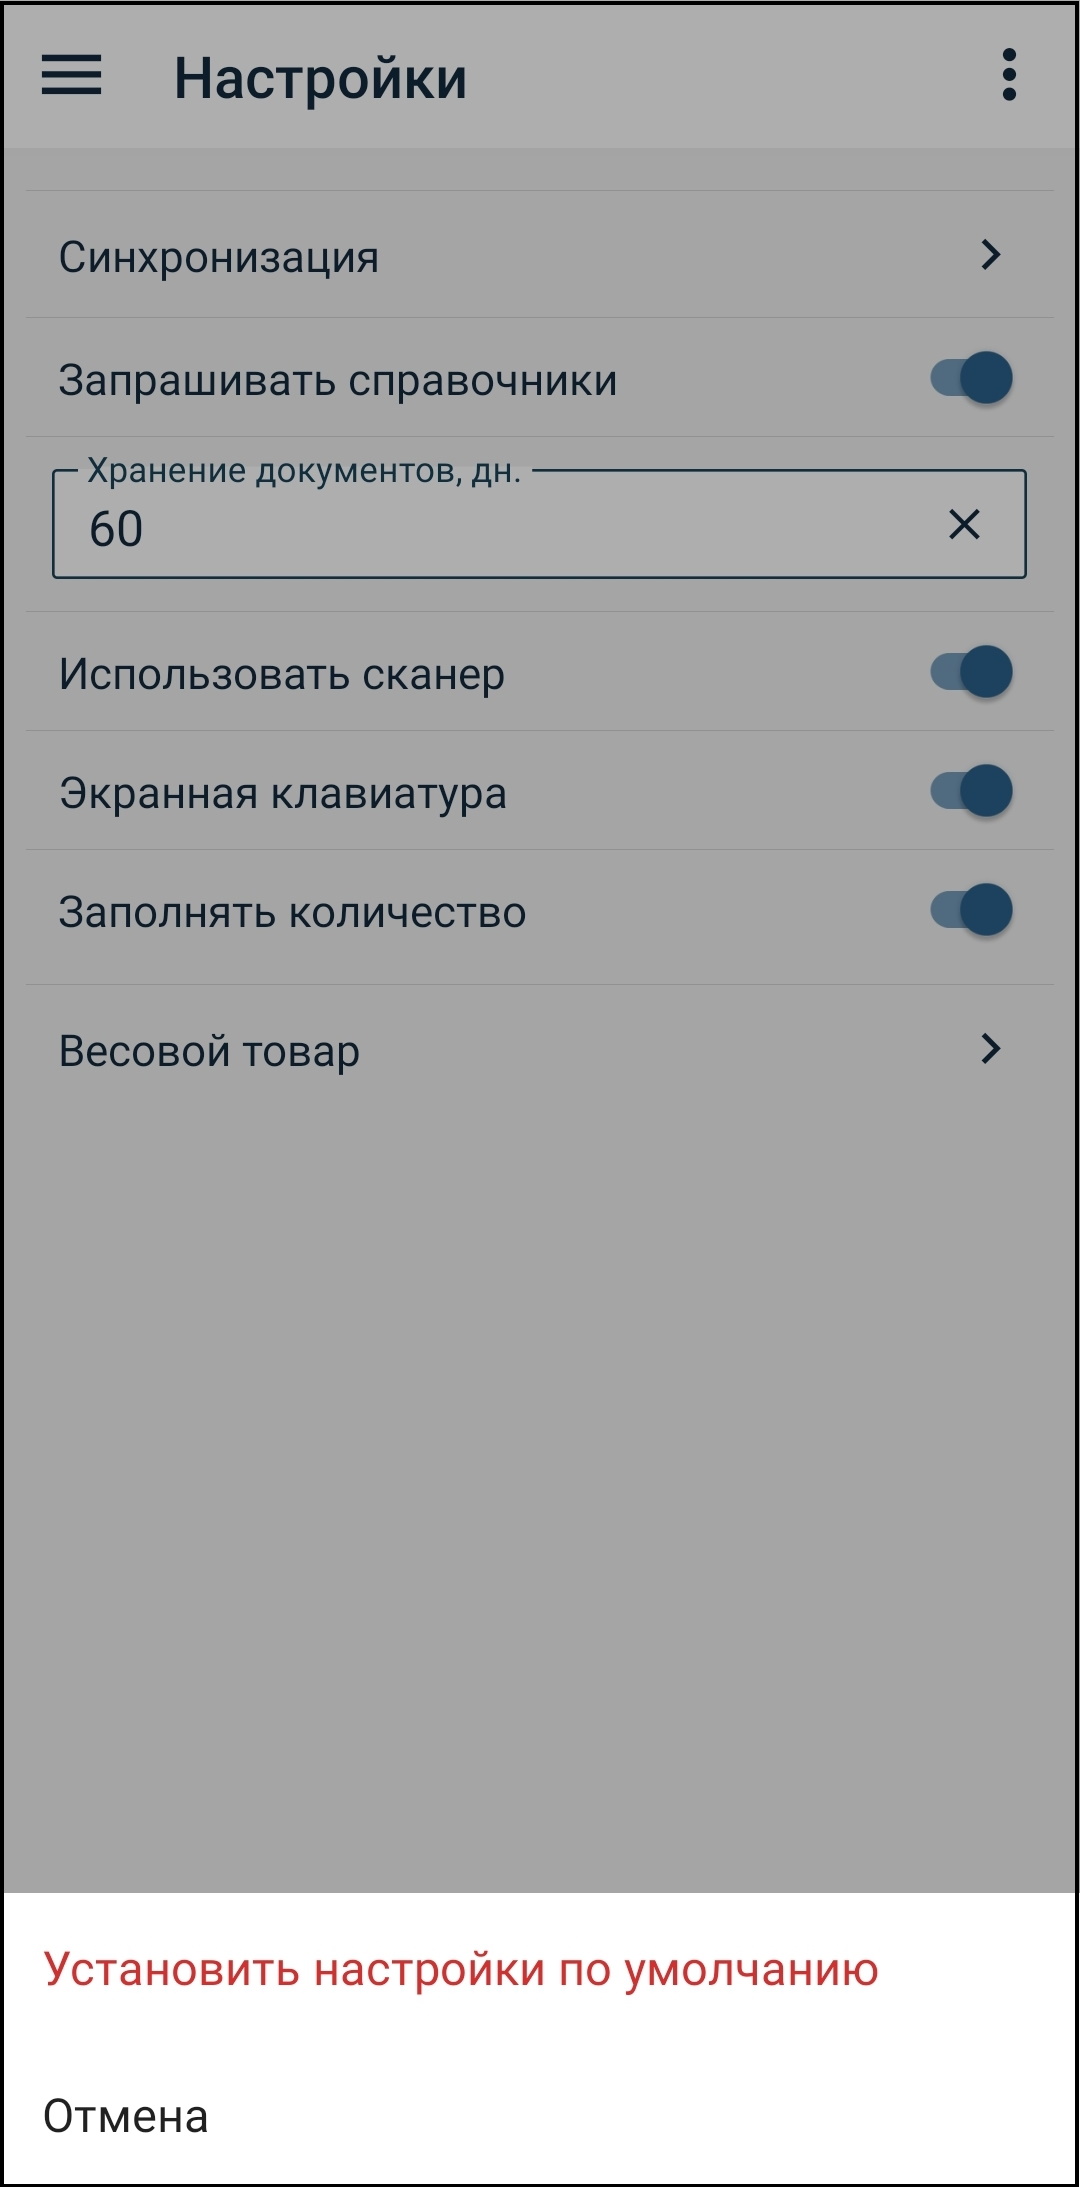 Настройки
Синхронизация
Запрашивать справочники
Хранение документов, дн.
60
Использовать сканер
Экранная клавиатура
Заполнять количество
Весовой товар
Установить настройки по умолчанию
Отмена